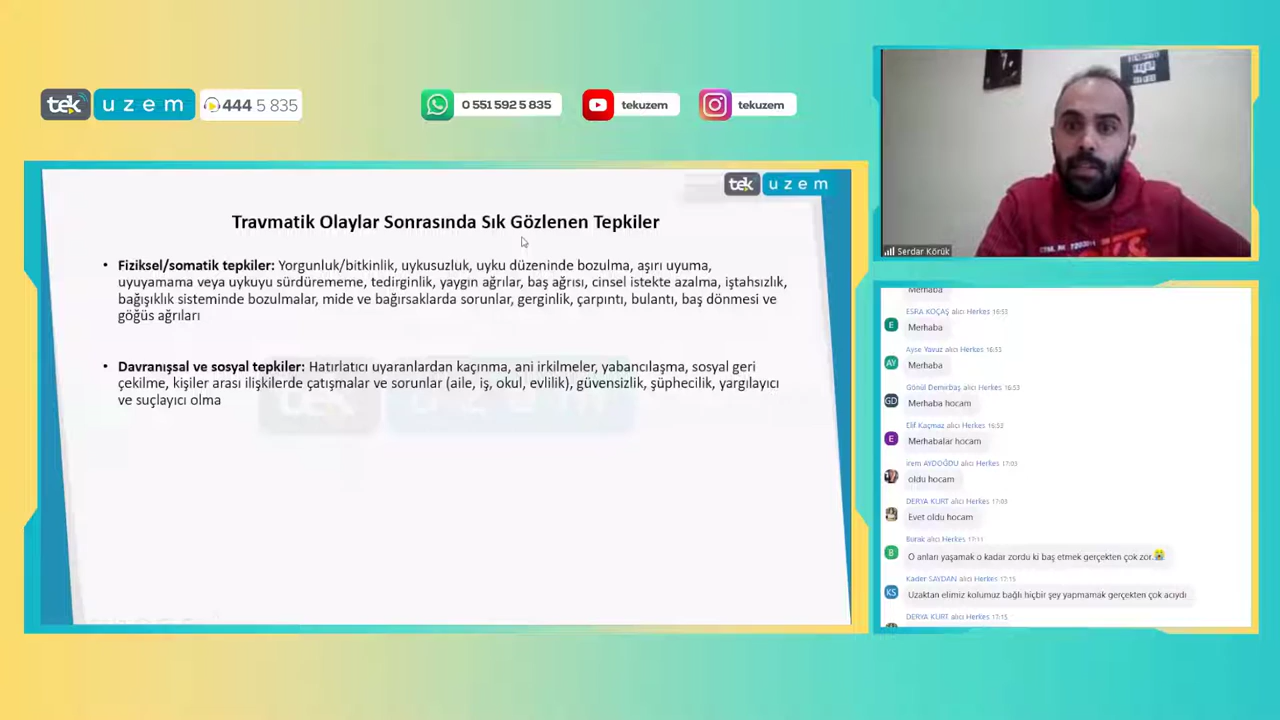 tek uzem 444 5 835
0 551 592 5 835
tekuzem
tekuzem
tek uzem
Travmatik Olaylar Sonrasında Sık Gözlenen Tepkiler
• Fiziksel/somatik tepkiler: Yorgunluk/bitkinlik, uykusuzluk, uyku düzeninde bozulma, aşırı uyuma,
uyuyamama veya uykuyu sürdürememe, tedirginlik, yaygın ağrılar, baş ağrısı, cinsel istekte azalma, iştahsızlık,
bağışıklık sisteminde bozulmalar, mide ve bağırsaklarda sorunlar, gerginlik, çarpıntı, bulantı, baş dönmesi ve
göğüs ağrıları
• Davranışsal ve sosyal tepkiler: Hatırlatıcı uyaranlardan kaçınma, ani irkilmeler, yabancılaşma, sosyal geri
çekilme, kişiler arası ilişkilerde çatışmalar ve sorunlar (aile, iş, okul, evlilik), güvensizlik, şüphecilik, yargılayıcı
ve suçlayıcı olma
tek uzem
Serdar Körük
Merhaba
ESRA KOÇAŞ alıcı Herkes 16:53
E
Merhaba
Ayse Yavuz alıcı Herkes 16:53
AY
Merhaba
Gönül Demirbaş alıcı Herkes 16:53
GD
Merhaba hocam
Elif Kaçmaz alıcı Herkes 16:53
E
Merhabalar hocam
irem AYDOĞDU alıcı Herkes 17:03
oldu hocam
DERYA KURT alıcı Herkes 17:03
Evet oldu hocam
Burak alıcı Herkes 17:11
B
O anları yaşamak o kadar zordu ki baş etmek gerçekten çok zor.😭
Kader SAYDAN alıcı Herkes 17:15
KS
Uzaktan elimiz kolumuz bağlı hiçbir şey yapmamak gerçekten çok acıydı
DERYA KURT alıcı Herkes 17:15